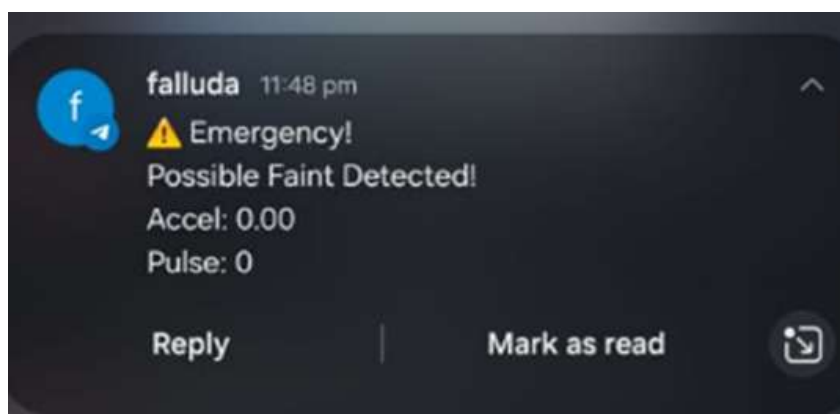 f
falluda 11:48 pm
⚠️ Emergency!
Possible Faint Detected!
Accel: 0.00
Pulse: 0
Reply
Mark as read